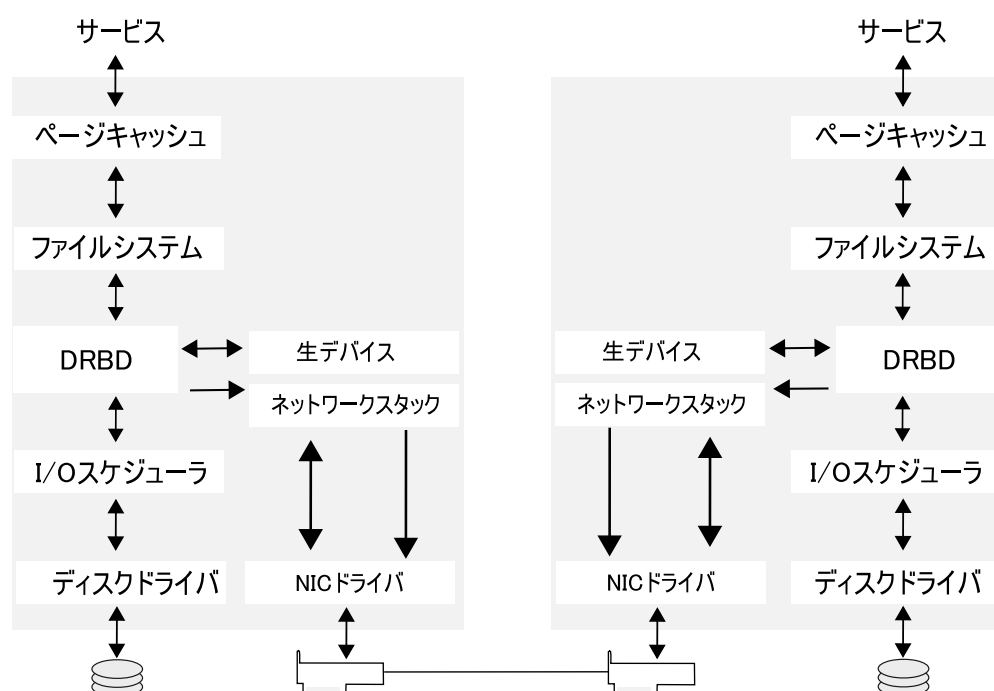 サービス
サービス
ページキャッシュ
ページキャッシュ
ファイルシステム
ファイルシステム
DRBD
生デバイス
生デバイス
DRBD
ネットワークスタック
ネットワークスタック
I/Oスケジューラ
I/Oスケジューラ
ディスクドライバ
NICドライバ
NICドライバ
ディスクドライバ